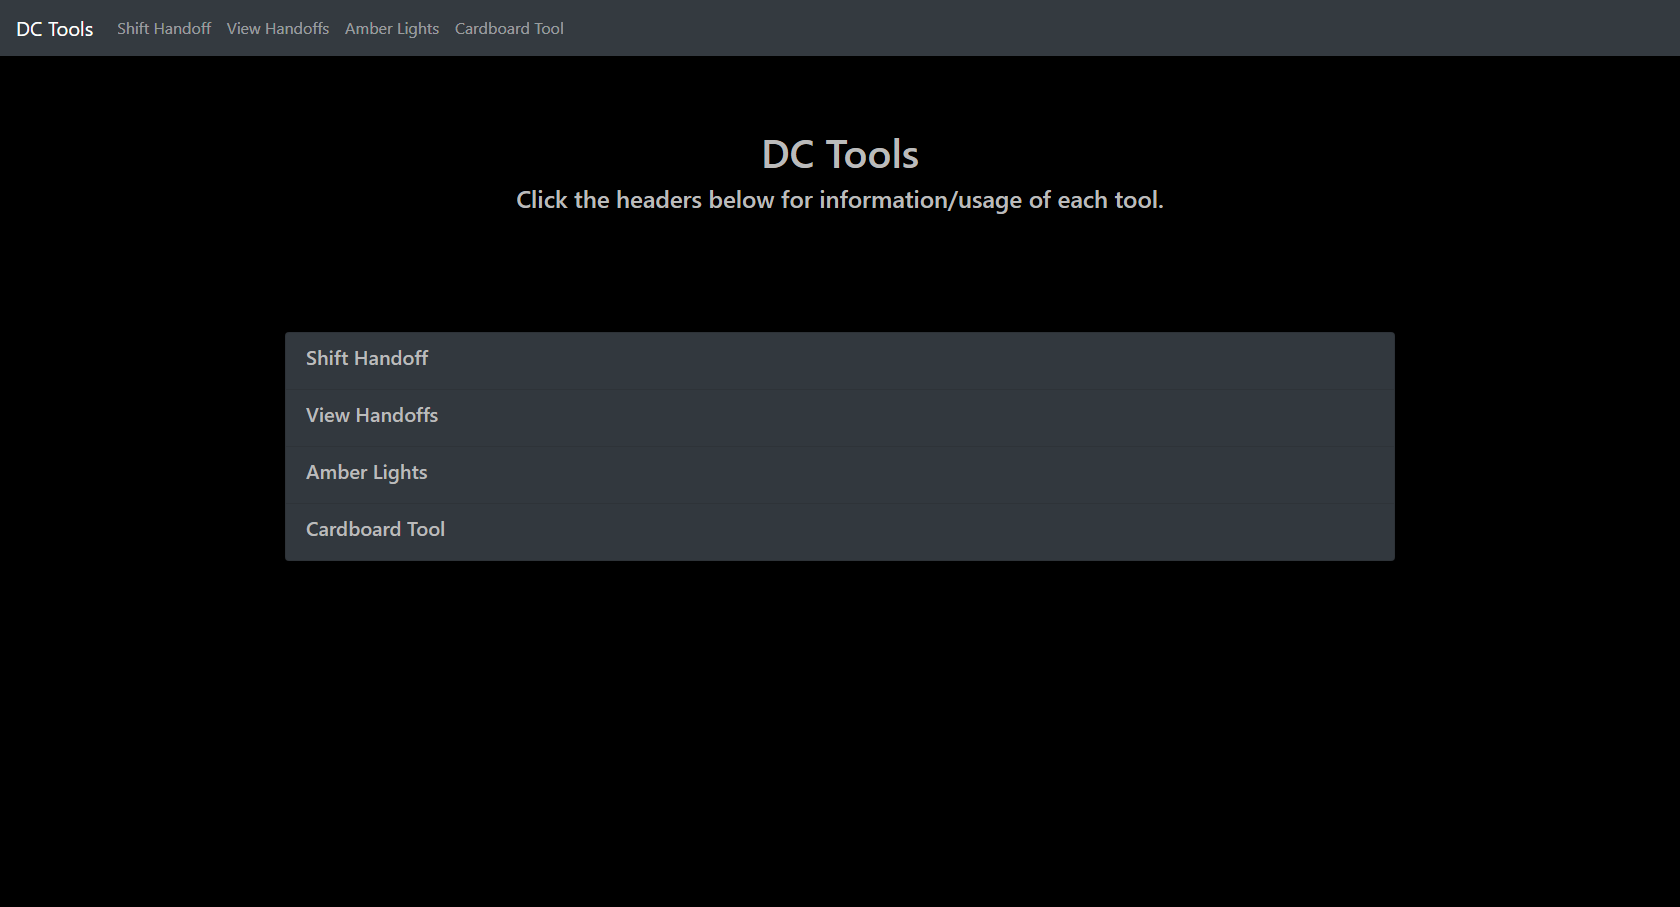 DC Tools Shift Handoff View Handoffs Amber Lights Cardboard Tool
DC Tools
Click the headers below for information/usage of each tool.
Shift Handoff
View Handoffs
Amber Lights
Cardboard Tool